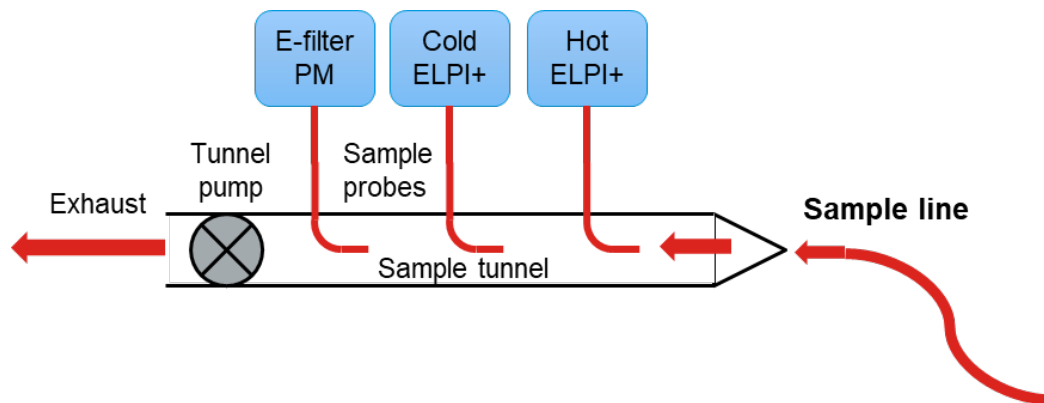 E-filter
PM
Cold
ELPI+
Hot
ELPI+
Tunnel
pump
Sample
probes
Exhaust
Sample line
Sample tunnel